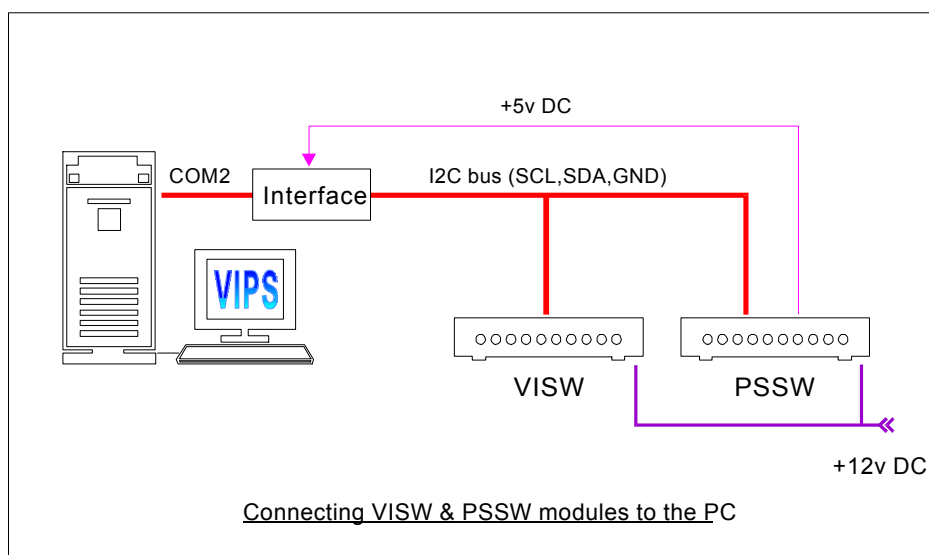 +5v DC
COM2
I2C bus (SCL,SDA,GND)
Interface
VIPS
VISW
PSSW
+12v DC
Connecting VISW & PSSW modules to the PC